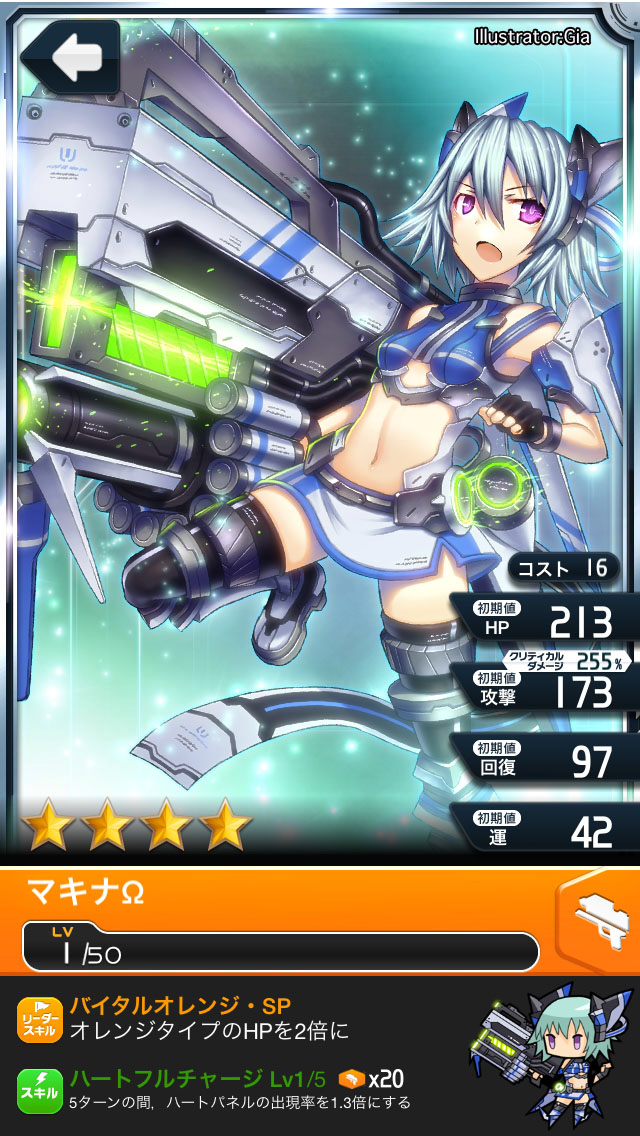 Illustrator:Gia
コスト 16
初期値
HP 213
クリティカル
ダメージ 255%
初期値
攻撃 173
初期値
回復 97
初期値
運 42
マキナΩ
LV
1/50
リーダー
スキル
バイタルオレンジ・SP
オレンジタイプのHPを2倍に
スキル
ハートフルチャージ Lv1/5 x20
5ターンの間, ハートパネルの出現率を1.3倍にする